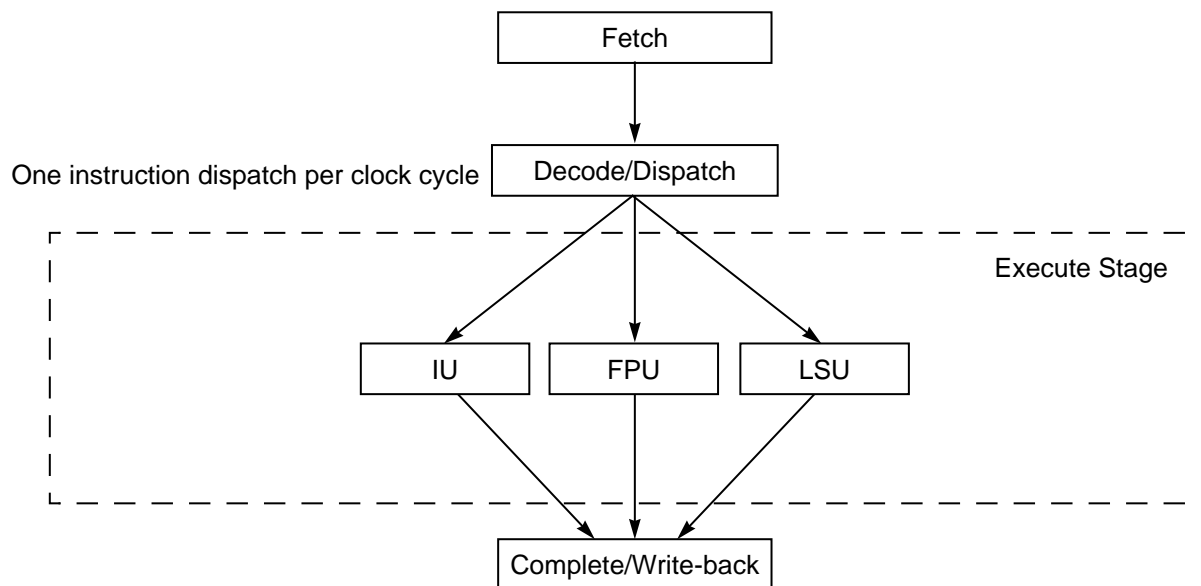 Fetch
One instruction dispatch per clock cycle
Decode/Dispatch
Execute Stage
IU
FPU
LSU
Complete/Write-back